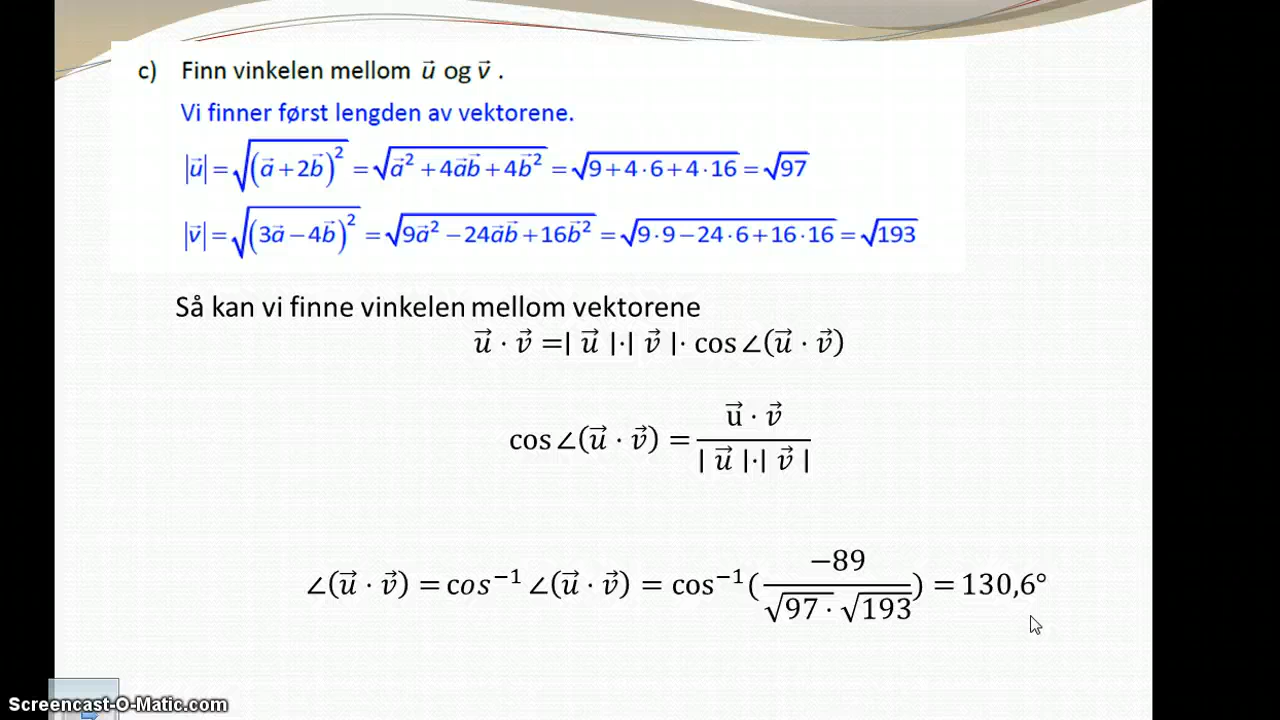 c) Finn vinkelen mellom u⃗ og v⃗ .
Vi finner først lengden av vektorene.
|u⃗| = √(a⃗ + 2b⃗)² = √a⃗² + 4a⃗b⃗ + 4b⃗² = √9 + 4·6 + 4·16 = √97
|v⃗| = √(3a⃗ − 4b⃗)² = √9a⃗² − 24a⃗b⃗ + 16b⃗² = √9·9 − 24·6 + 16·16 = √193
Så kan vi finne vinkelen mellom vektorene
u⃗ · v⃗ =| u⃗ |·| v⃗ |· cos ∠(u⃗ · v⃗)
cos ∠(u⃗ · v⃗) = u⃗ · v⃗ / | u⃗ |·| v⃗ |
∠(u⃗ · v⃗) = cos⁻¹ ∠(u⃗ · v⃗) = cos⁻¹ ( −89 / √97 · √193 ) = 130,6°
Screencast-O-Matic.com